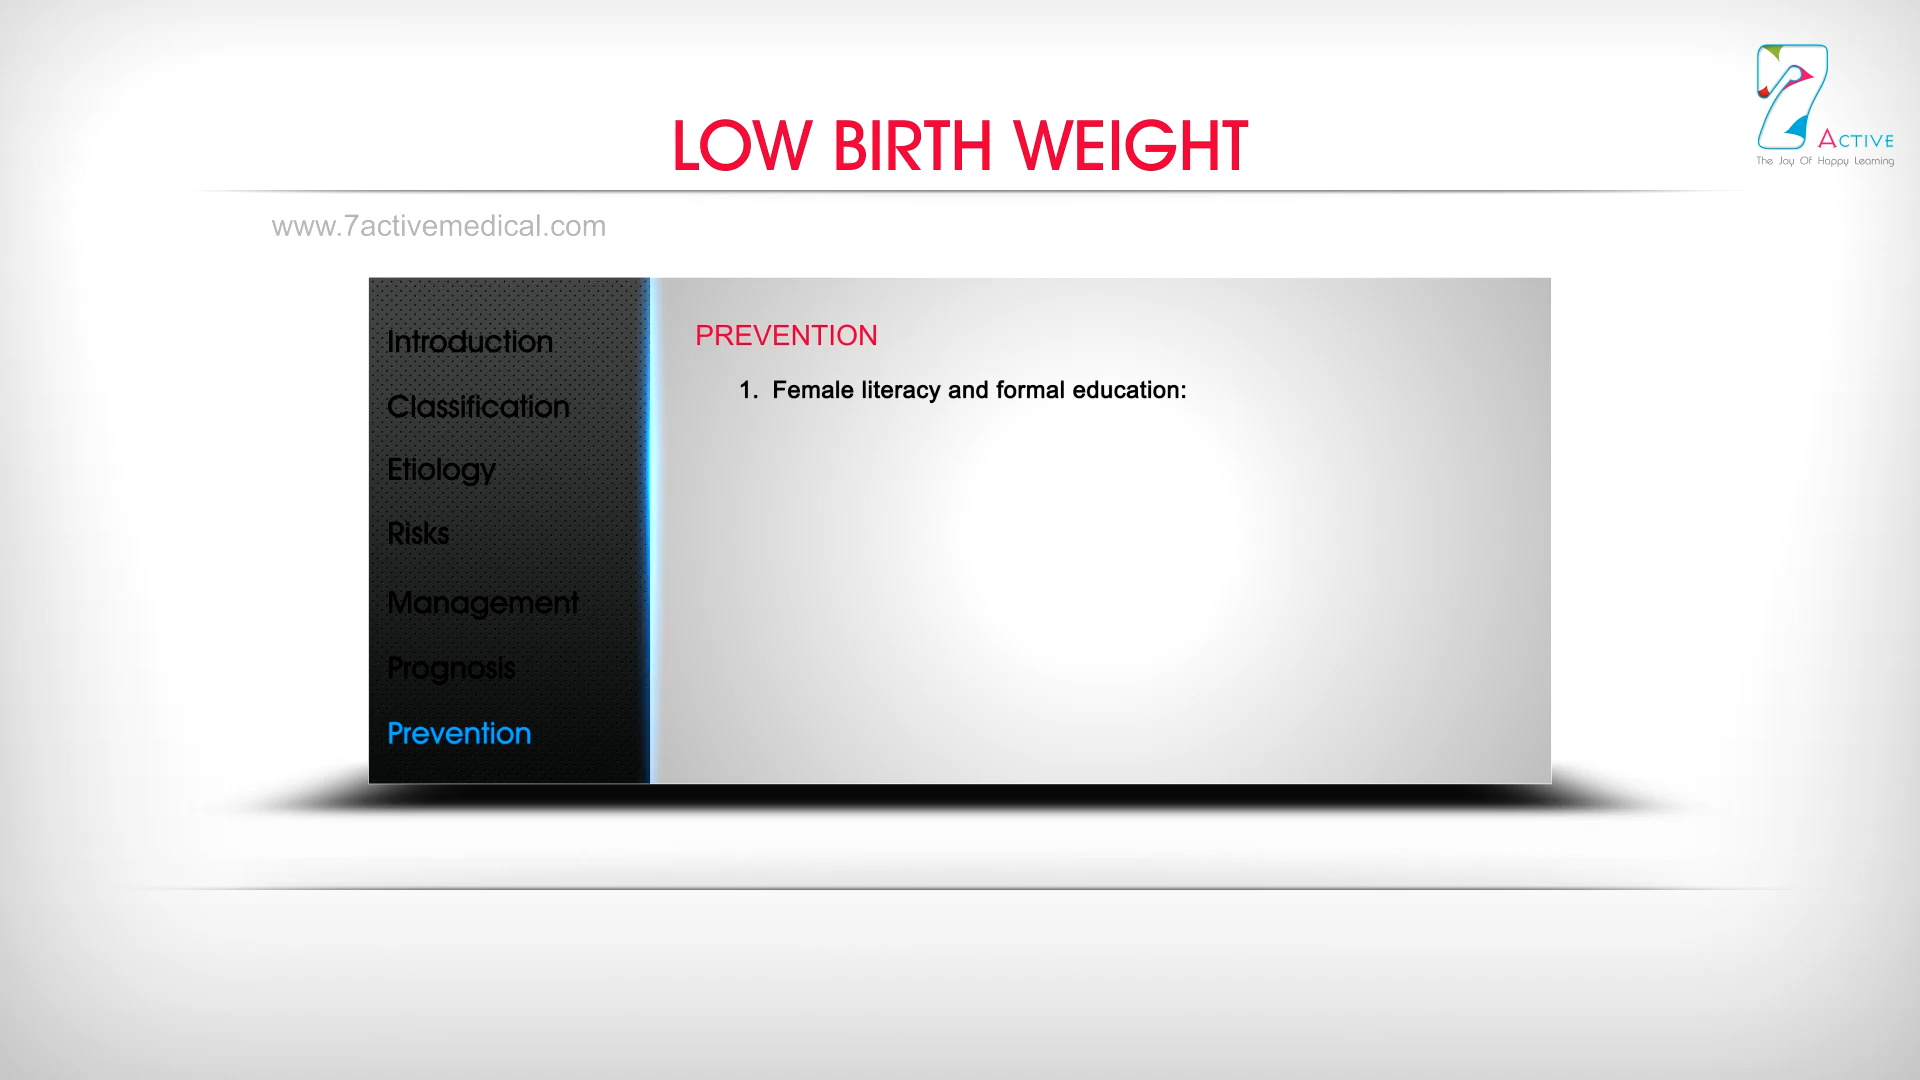 LOW BIRTH WEIGHT
7
ACTIVE
The Joy Of Happy Learning
www.7activemedical.com
Introduction
Classification
Etiology
Risks
Management
Prognosis
Prevention
PREVENTION
1. Female literacy and formal education: